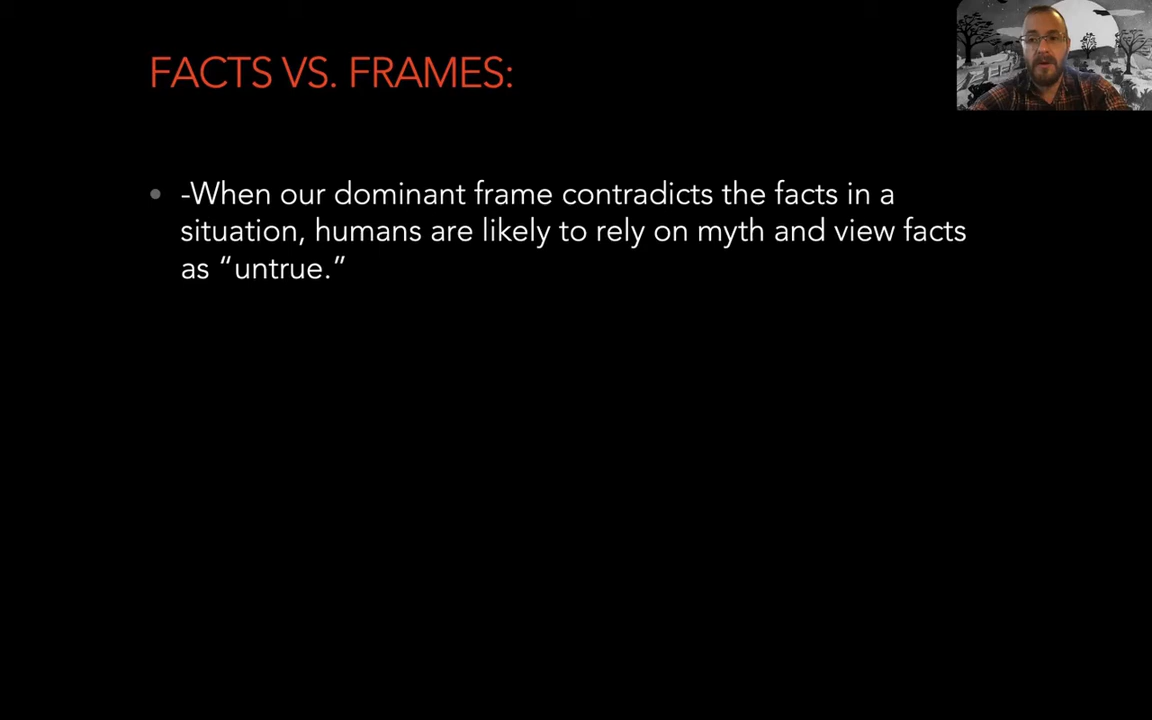 FACTS VS. FRAMES:
-When our dominant frame contradicts the facts in a
situation, humans are likely to rely on myth and view facts
as “untrue.”